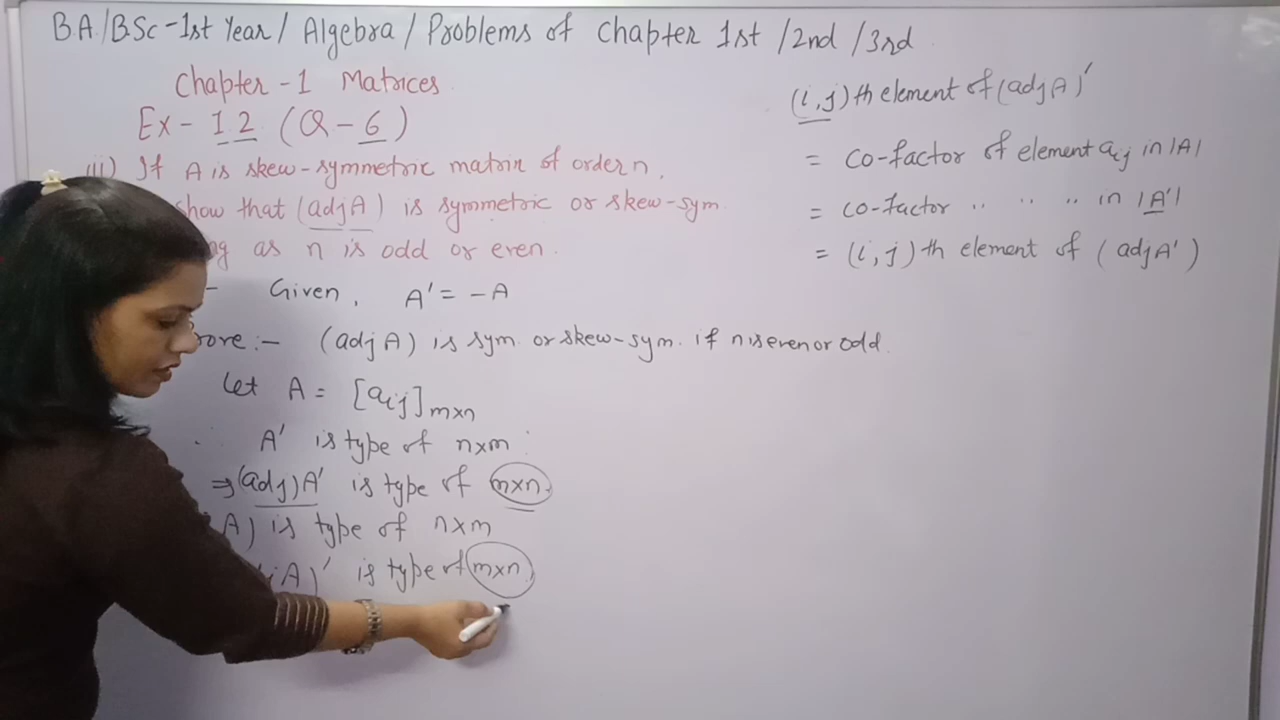 B.A./B.Sc-1st Year/ Algebra/ Problems of Chapter 1st /2nd /3rd
Chapter - 1 Matrices
Ex- 1.2 (Q-6)
If A is skew-symmetric matrix of order n,
show that (adj A) is symmetric or skew-sym.
as n is odd or even.
Given, A' = -A
(adj A) is sym. or skew-sym. if n is even or odd.
Let A = [aij]m×n
∴ A' is type of n×m
⇒ (adj)A' is type of m×n.
A) is type of n×m
A)' is type of m×n.
(i,j)th element of (adj A)'
= Co-factor of element aij in |A|
= co-factor " " " in |A'|
= (i,j)th element of (adj A')